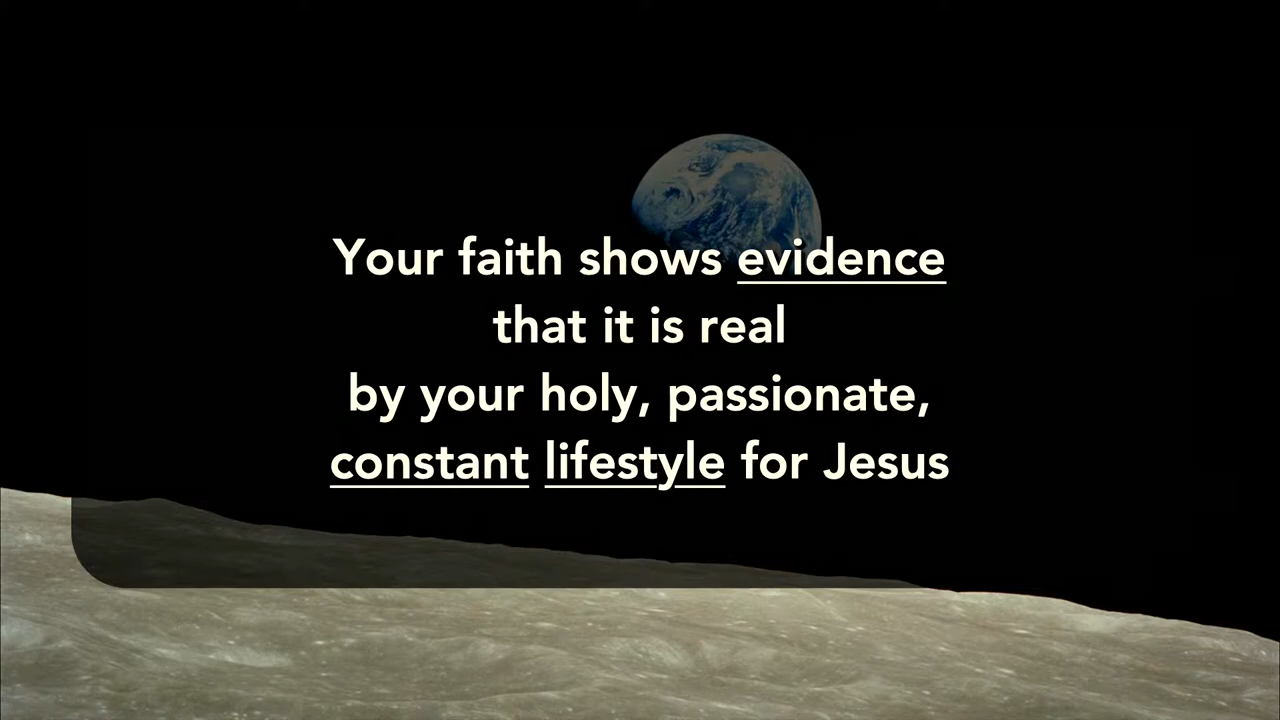 Your faith shows evidence
that it is real
by your holy, passionate,
constant lifestyle for Jesus